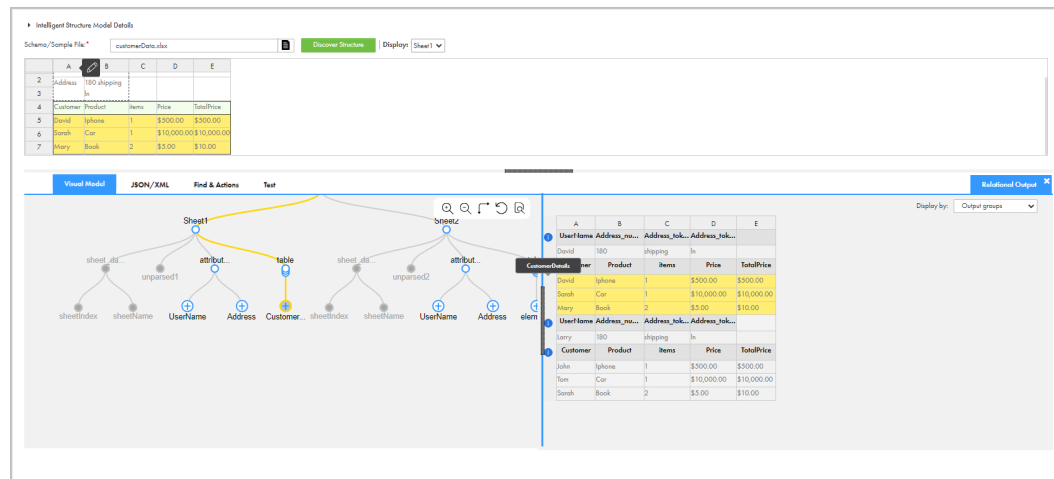 Intelligent Structure Model Details
Schema/Sample File:* customerData.xlsx Discover Structure Display: Sheet1
A B C D E
2 Address 180 shipping
3 ln
4 Customer Product items Price TotalPrice
5 David Iphone 1 $500.00 $500.00
6 Sarah Car 1 $10,000.00 $10,000.00
7 Mary Book 2 $5.00 $10.00
Visual Model JSON/XML Find & Actions Test Relational Output
Display by: Output groups
Sheet1 Sheet2
sheet_da... unparsed1 attribut... table sheet_da... unparsed2 attribut...
sheetIndex sheetName UserName Address Customer... sheetIndex sheetName UserName Address elem
CustomerDetails
A B C D E
UserName Address_nu... Address_tok... Address_tok...
David 180 shipping ln
mer Product items Price TotalPrice
David Iphone 1 $500.00 $500.00
Sarah Car 1 $10,000.00 $10,000.00
Mary Book 2 $5.00 $10.00
UserName Address_nu... Address_tok... Address_tok...
Larry 180 shipping ln
Customer Product items Price TotalPrice
John Iphone 1 $500.00 $500.00
Tom Car 1 $10,000.00 $10,000.00
Sarah Book 2 $5.00 $10.00